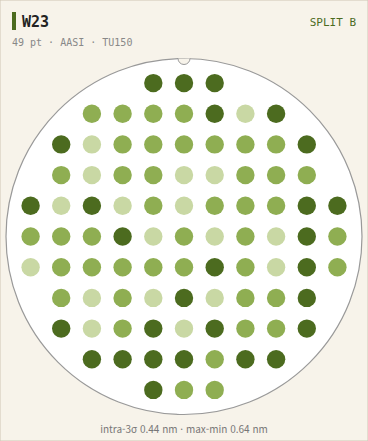 W23
SPLIT B
49 pt · AASI · TU150
intra-3σ 0.44 nm · max-min 0.64 nm